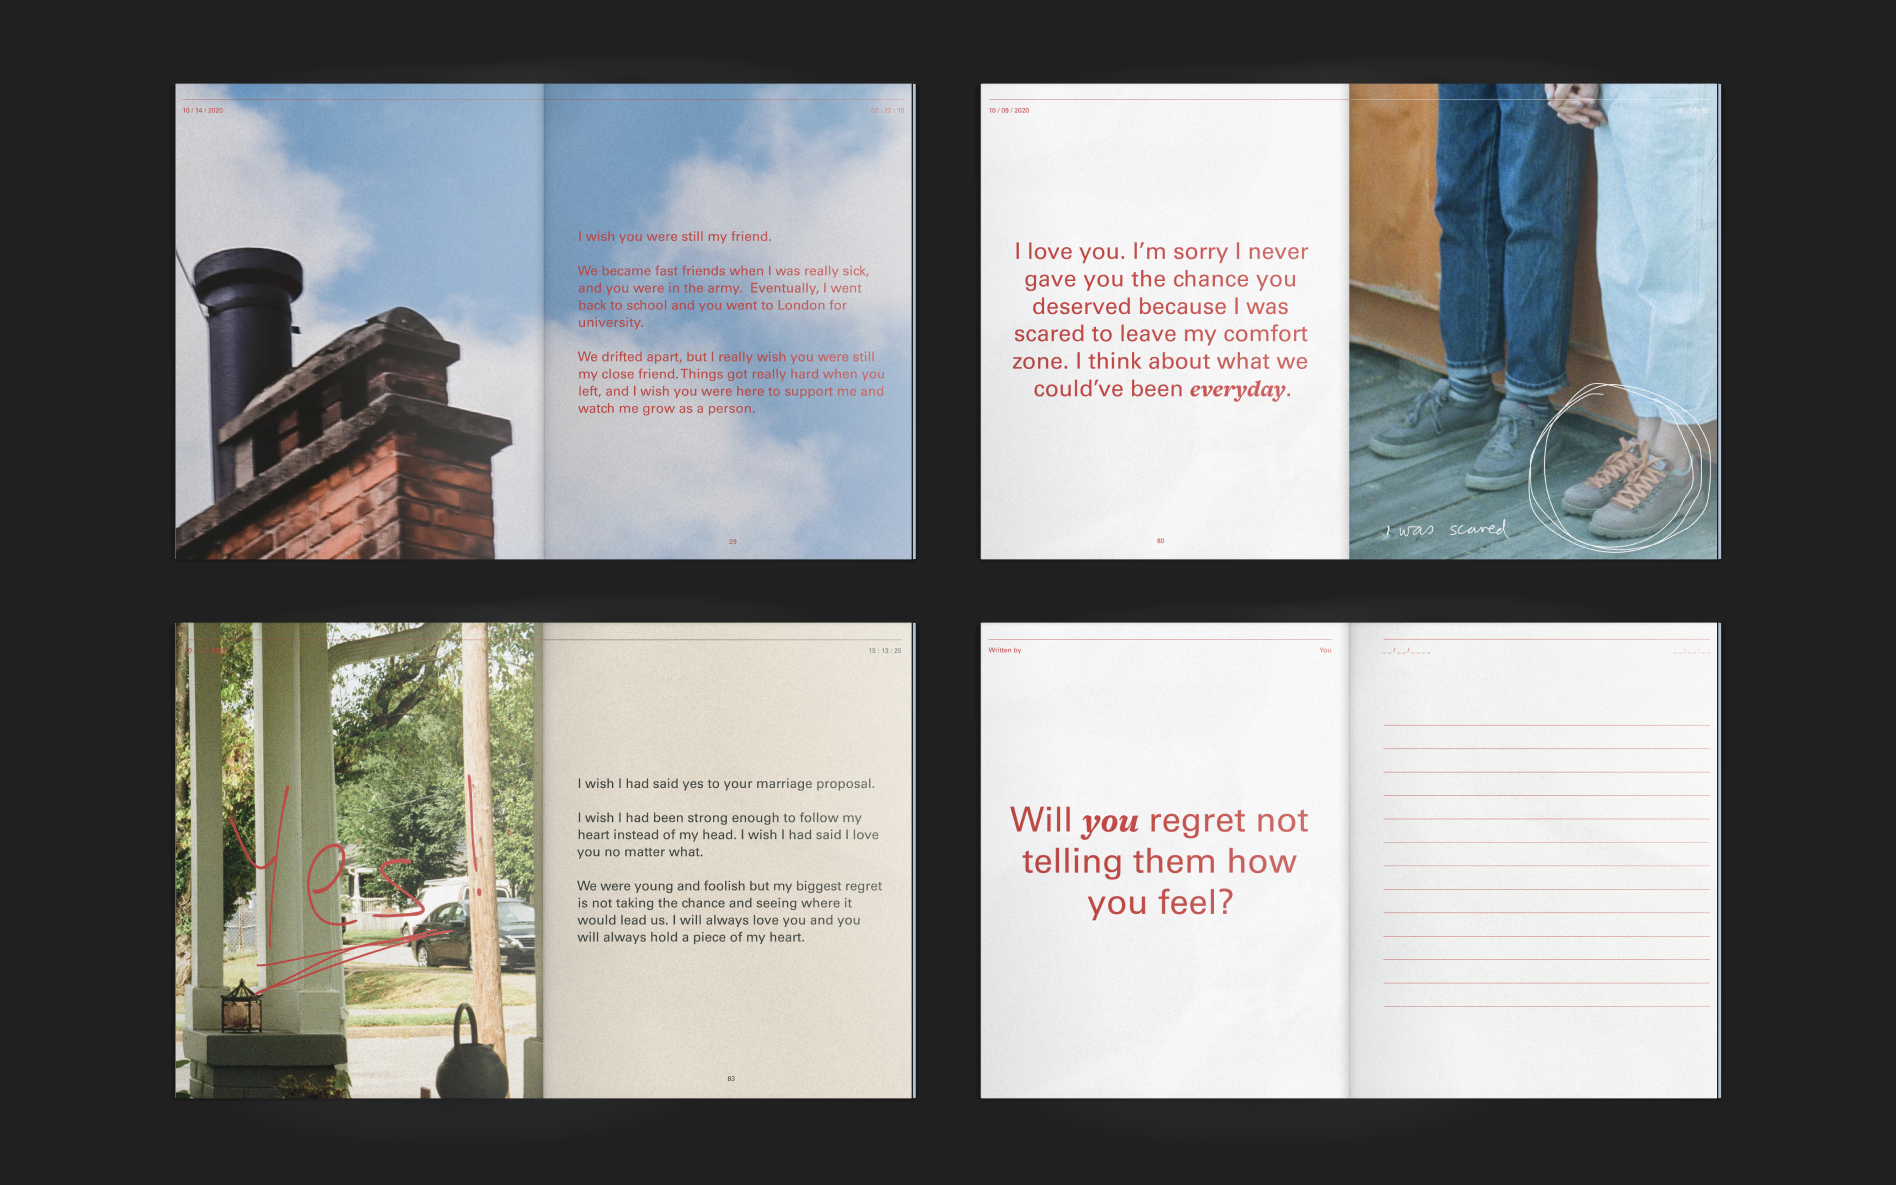 10 / 14 / 2020
02 : 22 : 15
I wish you were still my friend.
We became fast friends when I was really sick,
and you were in the army.  Eventually, I went
back to school and you went to London for
university.
We drifted apart, but I really wish you were still
my close friend. Things got really hard when you
left, and I wish you were here to support me and
watch me grow as a person.
29
10 / 09 / 2020
I love you. I’m sorry I never
gave you the chance you
deserved because I was
scared to leave my comfort
zone. I think about what we
could’ve been everyday.
80
I was scared
Yes!
15 : 13 : 25
I wish I had said yes to your marriage proposal.
I wish I had been strong enough to follow my
heart instead of my head. I wish I had said I love
you no matter what.
We were young and foolish but my biggest regret
is not taking the chance and seeing where it
would lead us. I will always love you and you
will always hold a piece of my heart.
83
Written by
You
Will you regret not
telling them how
you feel?
__/__/____
__:__:__